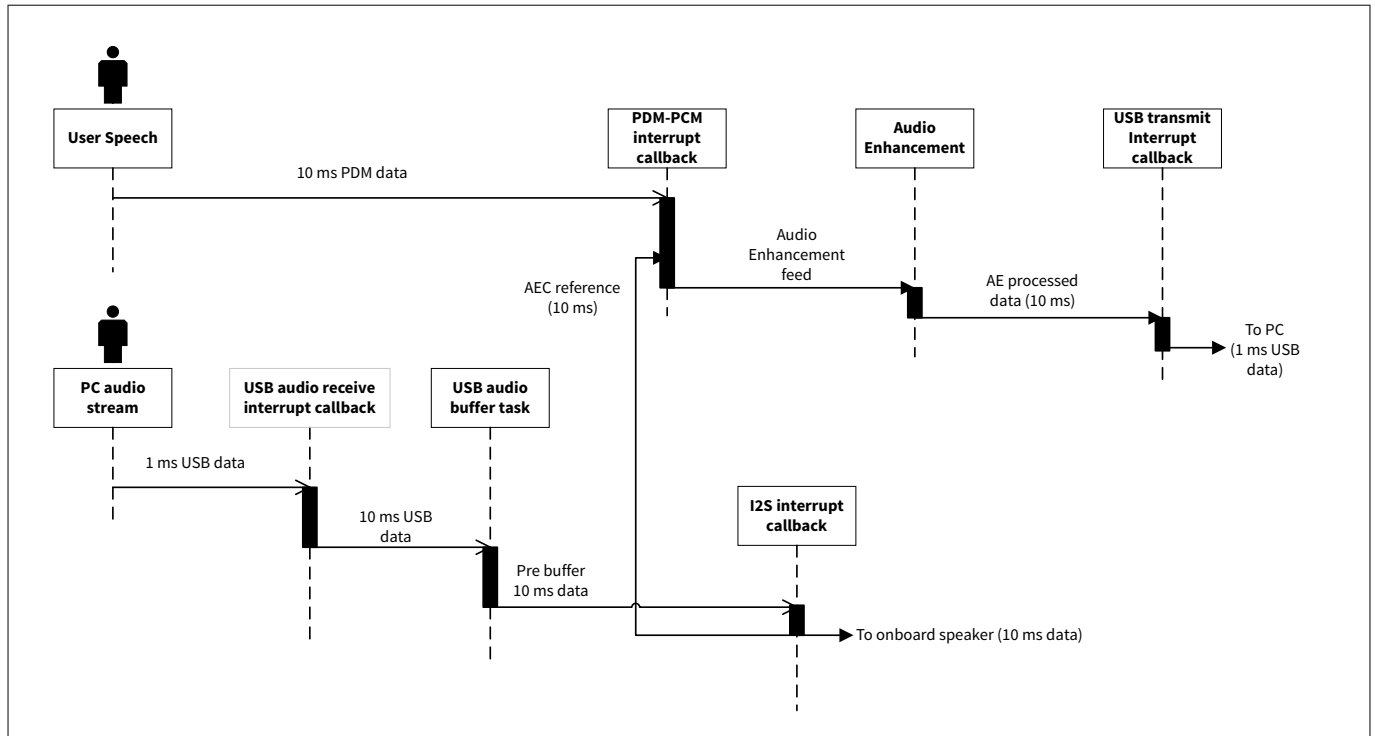 User Speech
PDM-PCM
interrupt
callback
Audio
Enhancement
USB transmit
Interrupt
callback
10 ms PDM data
Audio
Enhancement
feed
AEC reference
(10 ms)
AE processed
data (10 ms)
To PC
(1 ms USB
data)
PC audio
stream
USB audio receive
interrupt callback
USB audio
buffer task
1 ms USB data
10 ms USB
data
I2S interrupt
callback
Pre buffer
10 ms data
To onboard speaker (10 ms data)